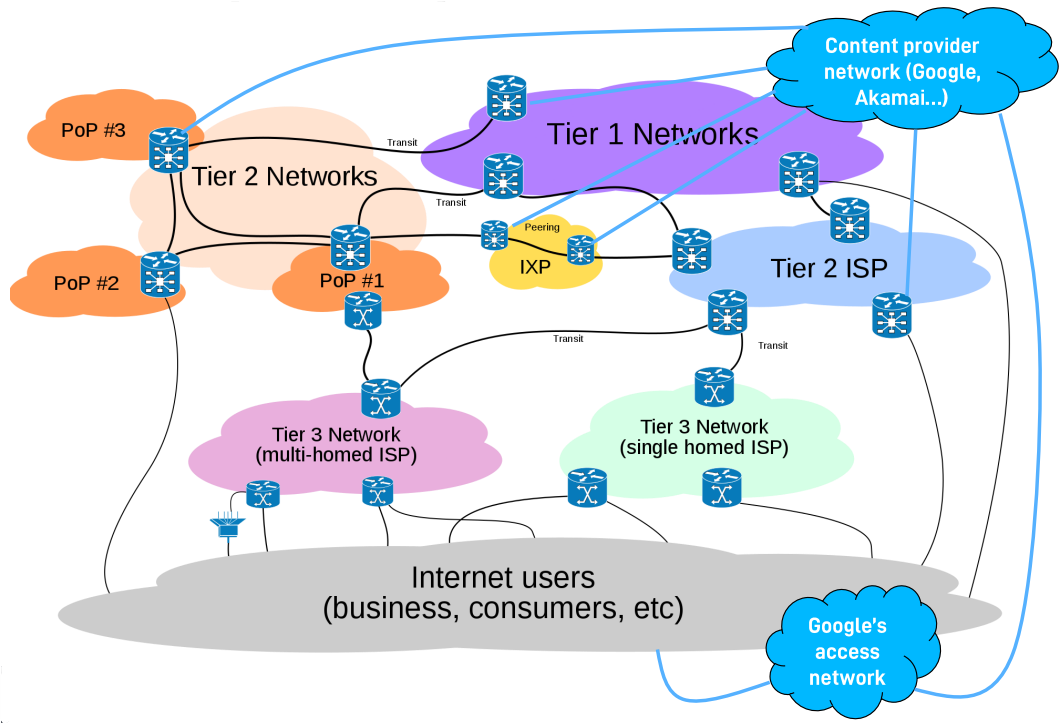 Content provider
network (Google,
Akamai...)
PoP #3
Tier 1 Networks
Transit
Tier 2 Networks
Transit
Peering
IXP
Tier 2 ISP
PoP #2
PoP #1
Transit
Transit
Tier 3 Network
(multi-homed ISP)
Tier 3 Network
(single homed ISP)
Internet users
(business, consumers, etc)
Google's
access
network